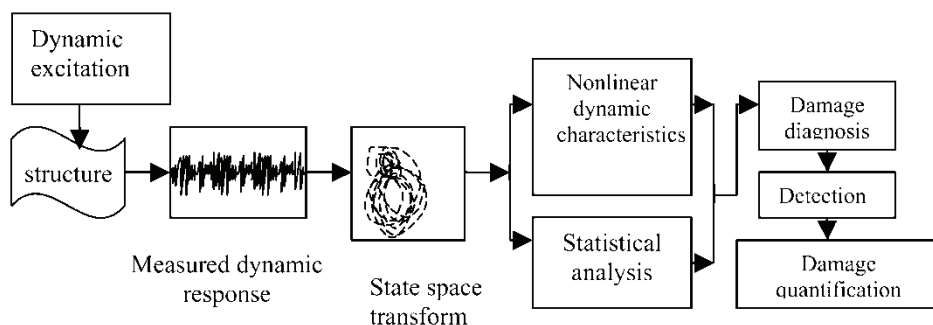 Dynamic
excitation
structure
Measured dynamic
response
State space
transform
Nonlinear
dynamic
characteristics
Statistical
analysis
Damage
diagnosis
Detection
Damage
quantification